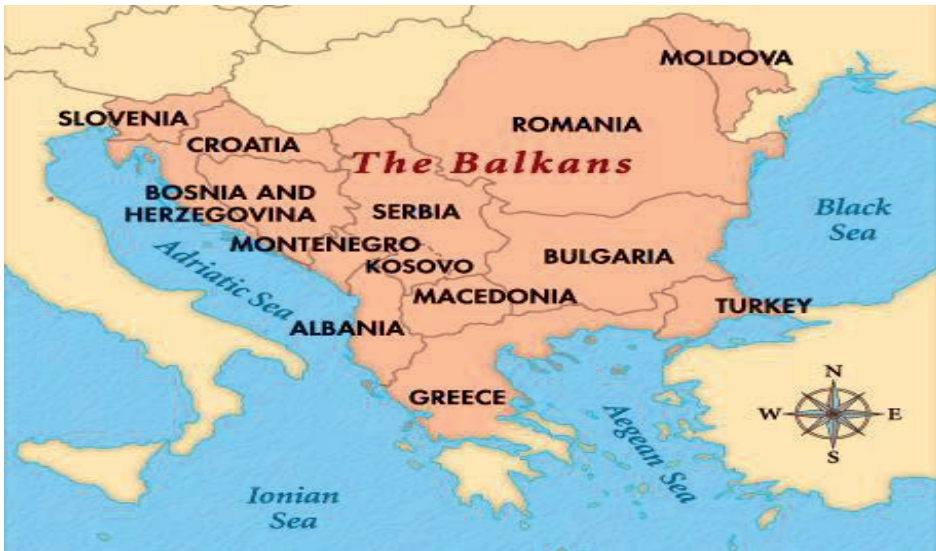 MOLDOVA
SLOVENIA
CROATIA
ROMANIA
The Balkans
BOSNIA AND
HERZEGOVINA
SERBIA
Black
Sea
MONTENEGRO
KOSOVO
BULGARIA
Adriatic Sea
MACEDONIA
TURKEY
ALBANIA
GREECE
N
W
E
S
Aegean Sea
Ionian
Sea